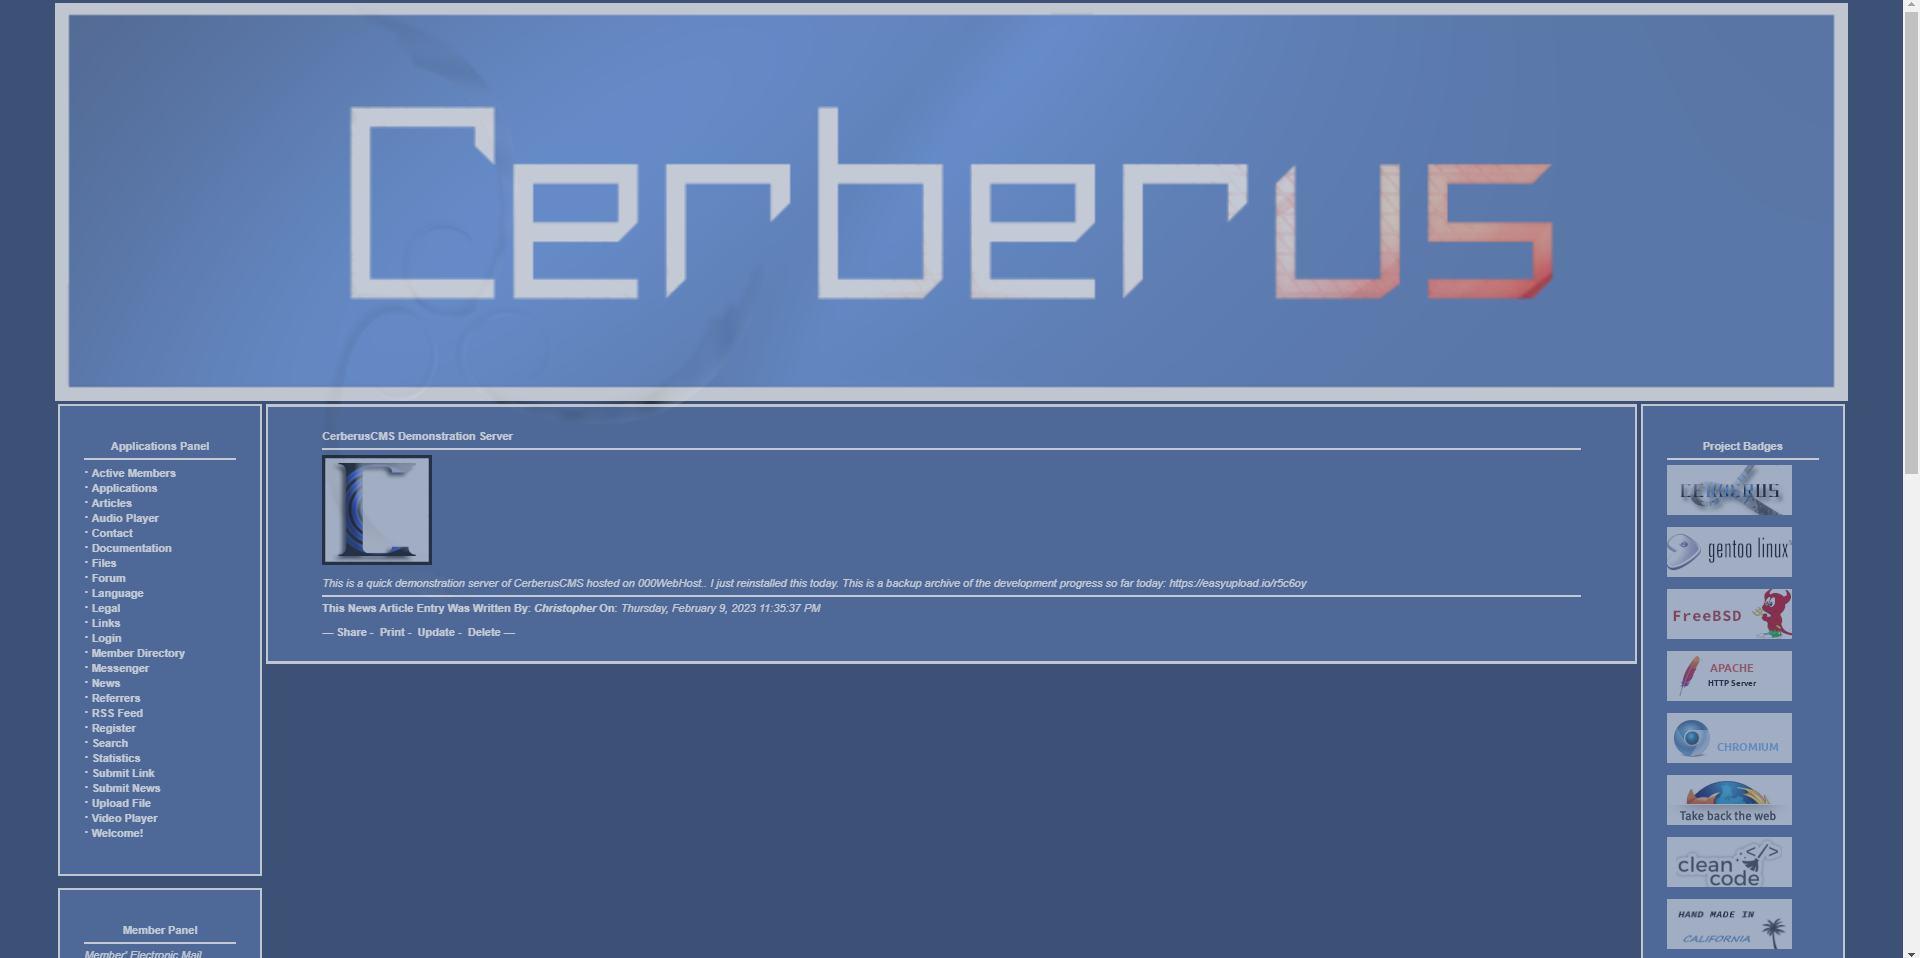 Cerberus
Applications Panel
· Active Members
· Applications
· Articles
· Audio Player
· Contact
· Documentation
· Files
· Forum
· Language
· Legal
· Links
· Login
· Member Directory
· Messenger
· News
· Referrers
· RSS Feed
· Register
· Search
· Statistics
· Submit Link
· Submit News
· Upload File
· Video Player
· Welcome!
Member Panel
Member' Electronic Mail
CerberusCMS Demonstration Server
This is a quick demonstration server of CerberusCMS hosted on 000WebHost.. I just reinstalled this today. This is a backup archive of the development progress so far today: https://easyupload.io/r5c6oy
This News Article Entry Was Written By: Christopher On: Thursday, February 9, 2023 11:35:37 PM
— Share - Print - Update - Delete —
Project Badges
CERBERUS
gentoo linux
FreeBSD
APACHE
HTTP Server
CHROMIUM
Take back the web
clean </>
code
HAND MADE IN
CALIFORNIA